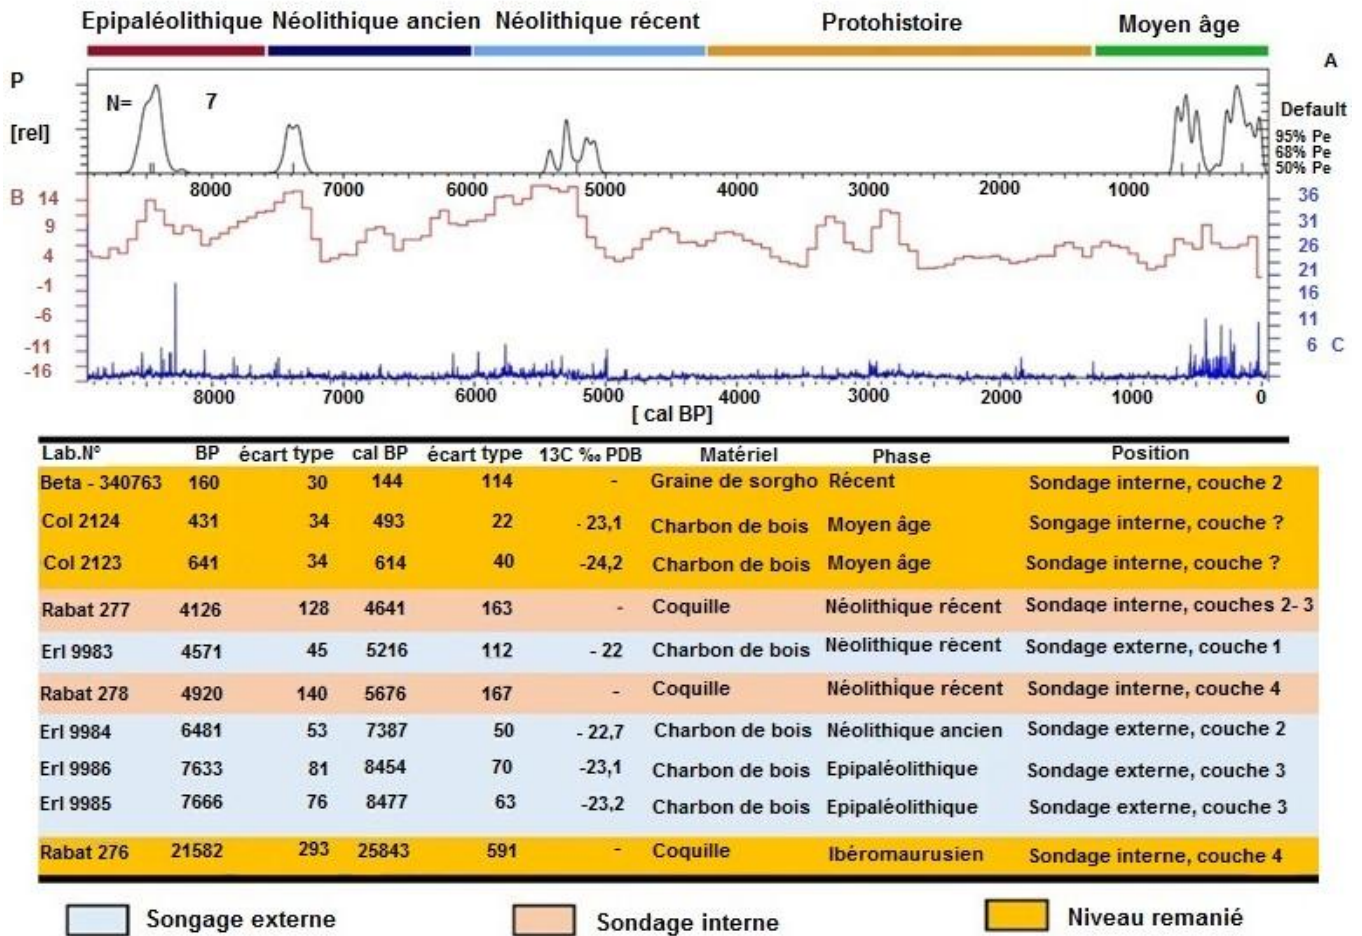 Epipaléolithique Néolithique ancien Néolithique récent Protohistoire Moyen âge
P A
N= 7
[rel] Default
95% Pe
68% Pe
50% Pe
8000 7000 6000 5000 4000 3000 2000 1000
B 14 36
9 31
4 26
-1 21
-6 16
-11 11
-16 6 C
8000 7000 6000 5000 4000 3000 2000 1000 0
[ cal BP]
Lab.N° BP écart type cal BP écart type 13C ‰ PDB Matériel Phase Position
Beta - 340763 160 30 144 114 - Graine de sorgho Récent Sondage interne, couche 2
Col 2124 431 34 493 22 - 23,1 Charbon de bois Moyen âge Songage interne, couche ?
Col 2123 641 34 614 40 -24,2 Charbon de bois Moyen âge Sondage interne, couche ?
Rabat 277 4126 128 4641 163 - Coquille Néolithique récent Sondage interne, couches 2- 3
Erl 9983 4571 45 5216 112 - 22 Charbon de bois Néolithique récent Sondage externe, couche 1
Rabat 278 4920 140 5676 167 - Coquille Néolithique récent Sondage interne, couche 4
Erl 9984 6481 53 7387 50 - 22,7 Charbon de bois Néolithique ancien Sondage externe, couche 2
Erl 9986 7633 81 8454 70 -23,1 Charbon de bois Epipaléolithique Sondage externe, couche 3
Erl 9985 7666 76 8477 63 -23,2 Charbon de bois Epipaléolithique Sondage externe, couche 3
Rabat 276 21582 293 25843 591 - Coquille Ibéromaurusien Sondage interne, couche 4
Songage externe Sondage interne Niveau remanié